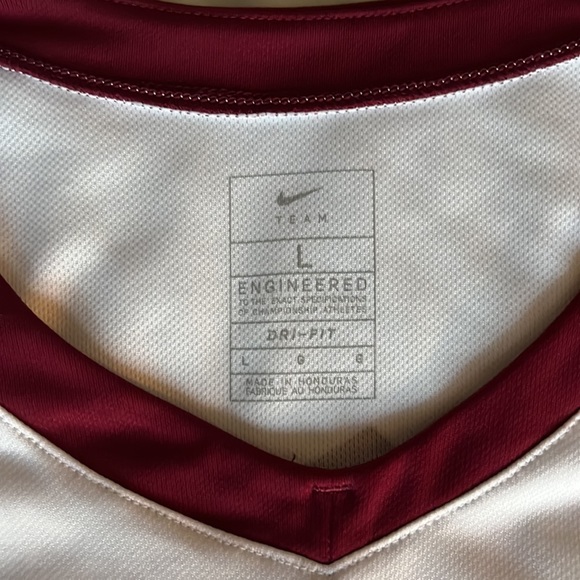 TEAM
L
ENGINEERED
TO THE EXACT SPECIFICATIONS
OF CHAMPIONSHIP ATHLETES
DRI-FIT
L G G
MADE IN HONDURAS
FABRIQUE AU HONDURAS